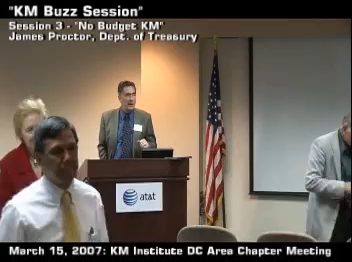 "KM Buzz Session"
Session 3 - "No Budget KM"
James Proctor, Dept. of Treasury
at&t
March 15, 2007: KM Institute DC Area Chapter Meeting